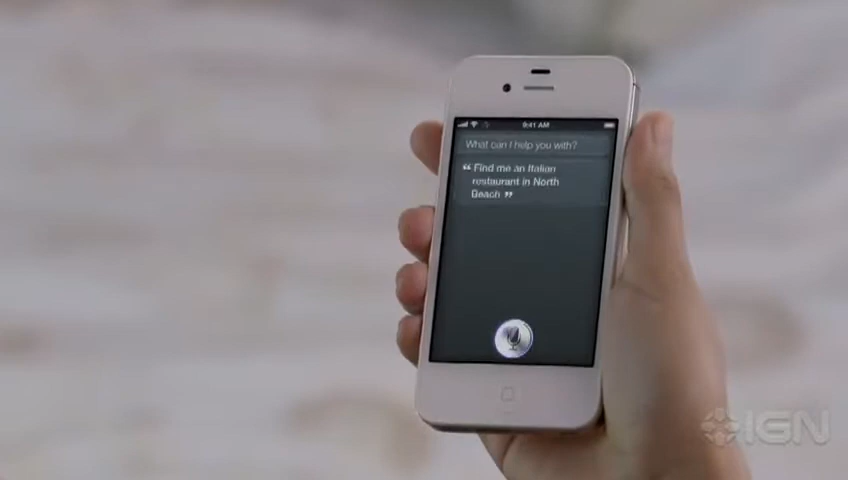 9:41 AM
What can I help you with?
“ Find me an Italian
restaurant in North
Beach ”
IGN